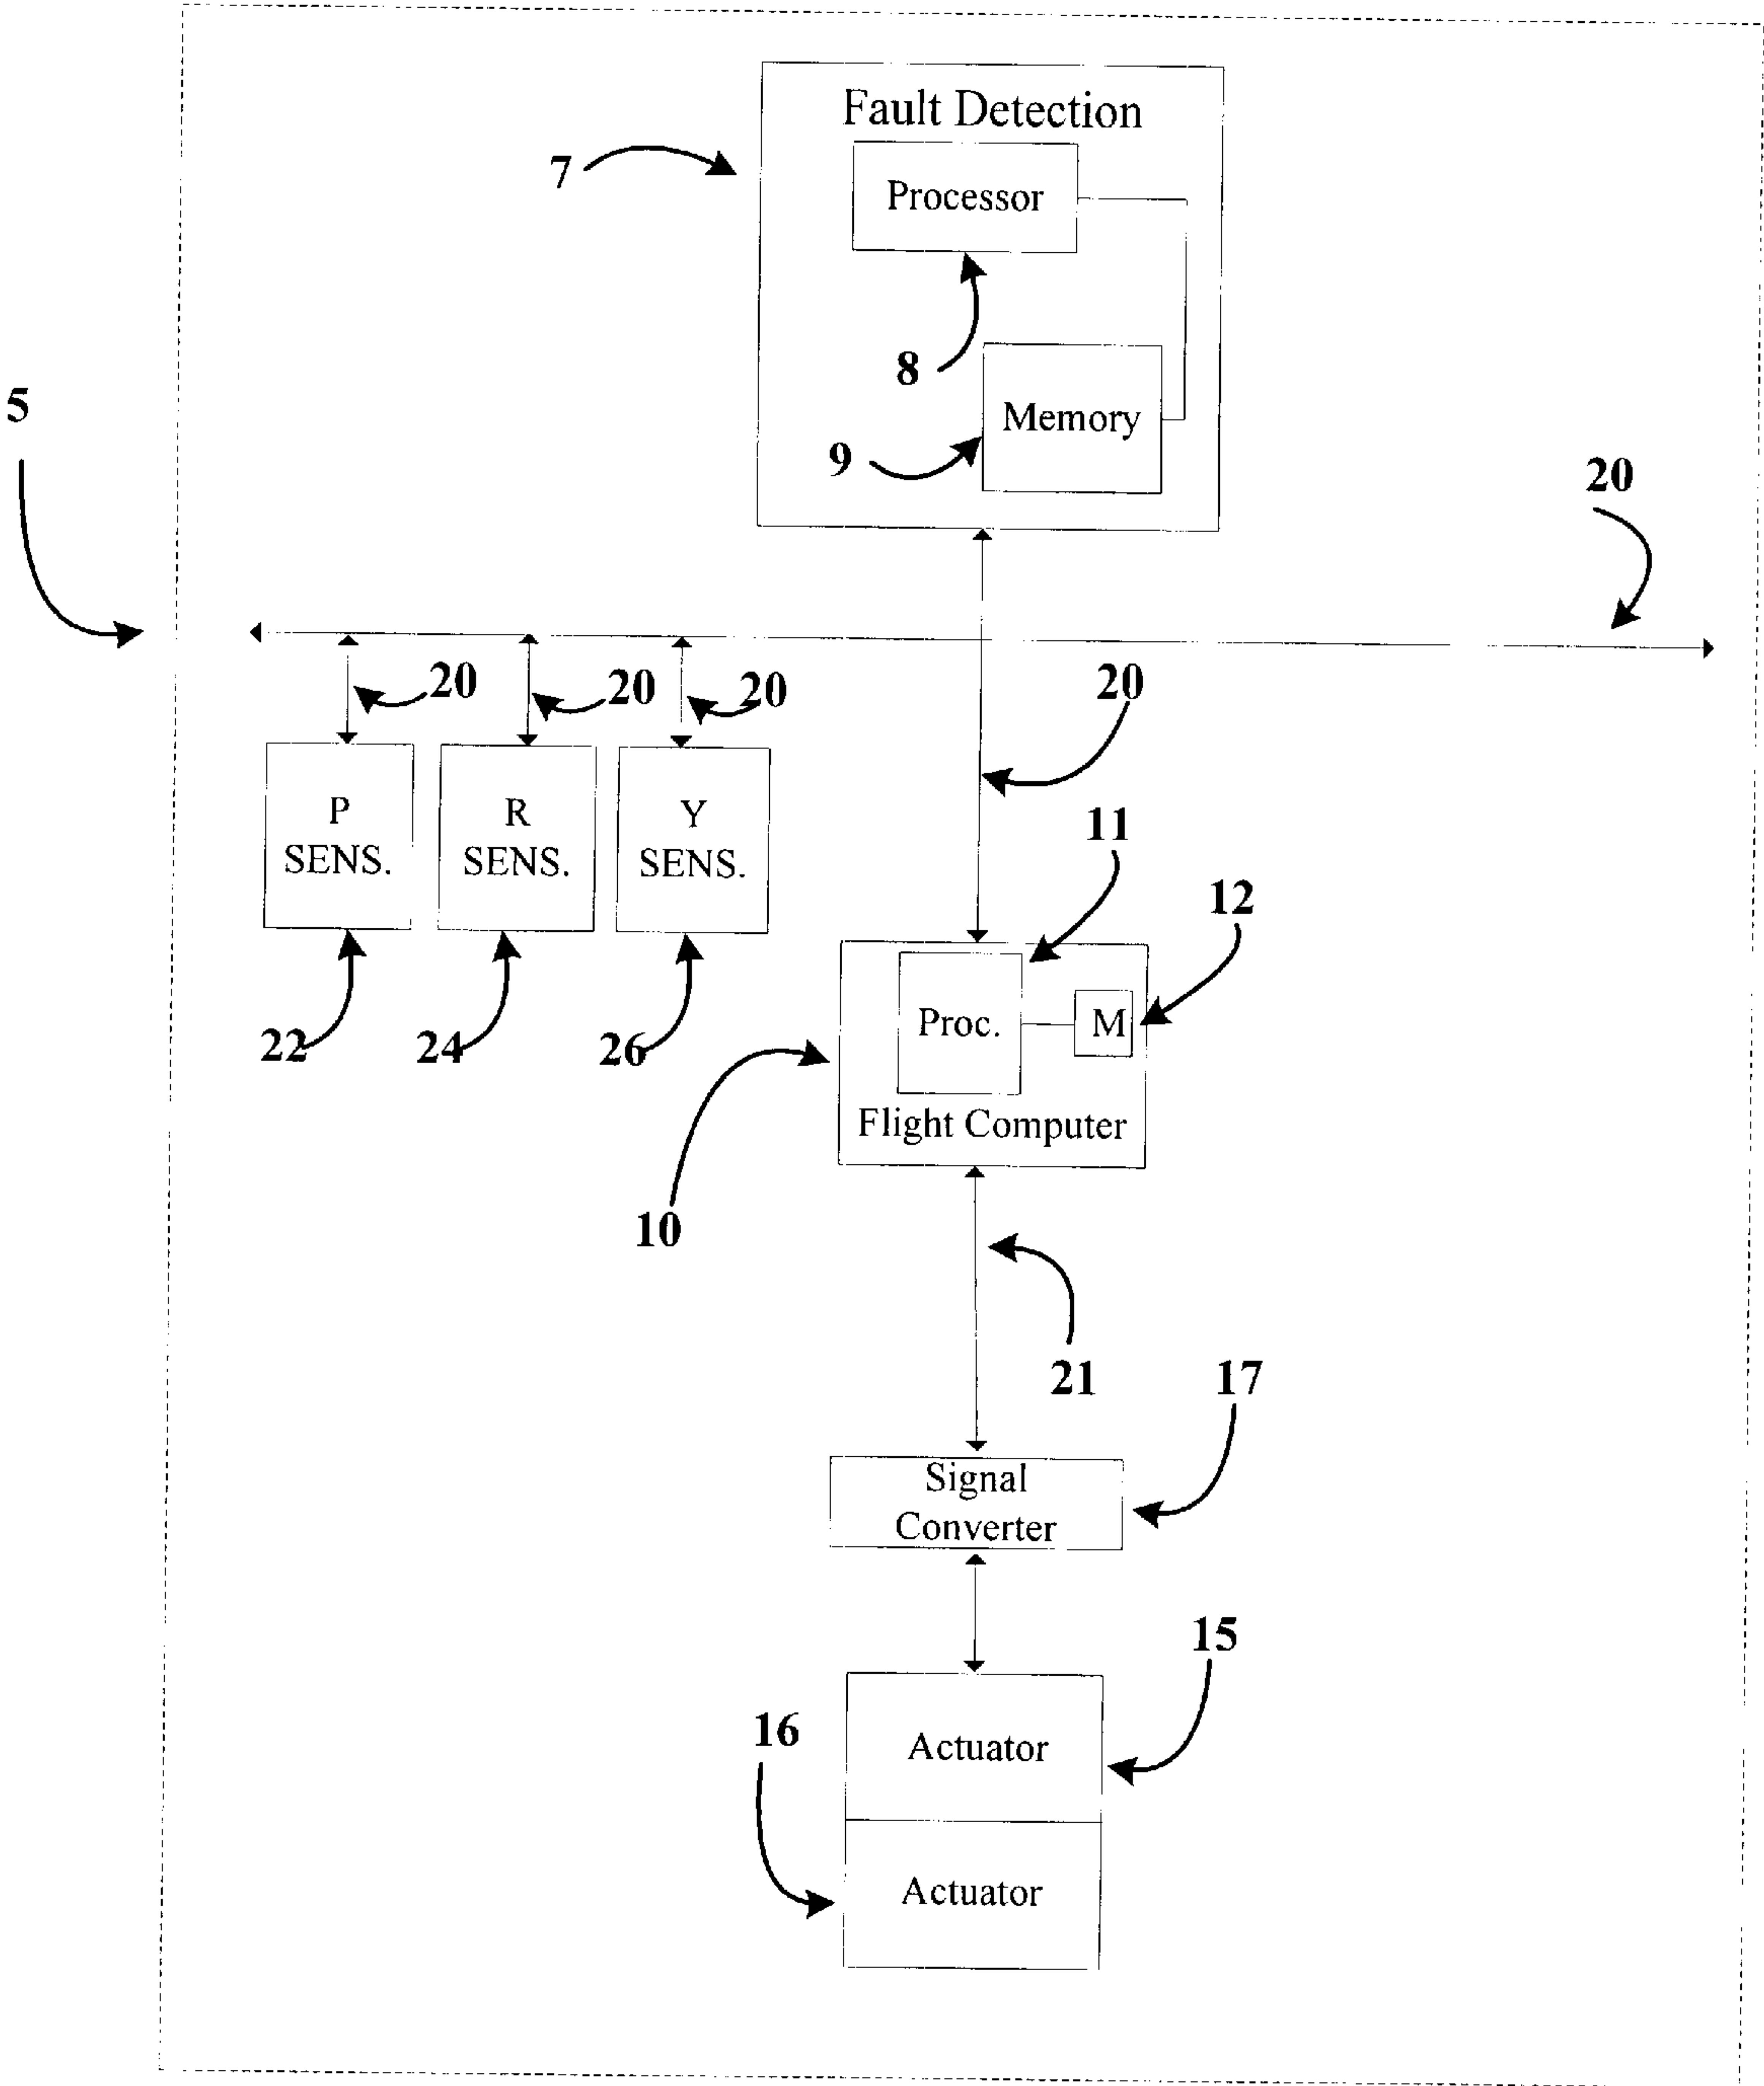 Fault Detection
7
Processor
8
5
Memory
9
20
20
20
20
20
P
SENS.
R
SENS.
Y
SENS.
11
12
Proc.
M
22
24
26
Flight Computer
10
21
17
Signal
Converter
15
16
Actuator
Actuator